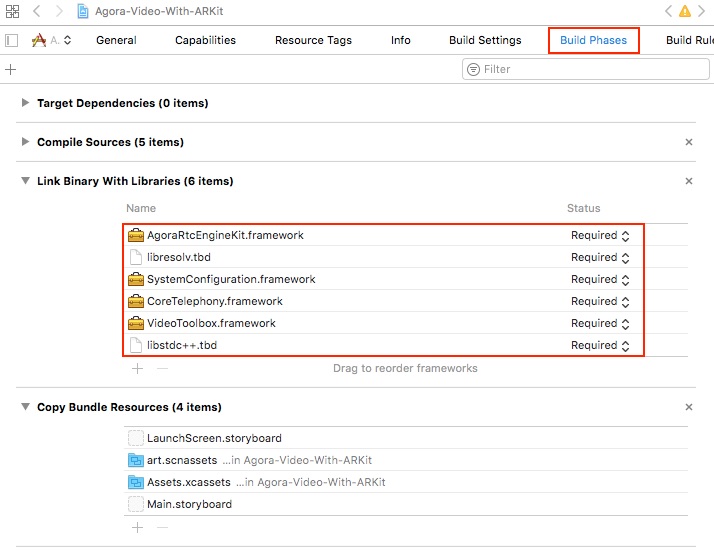 Agora-Video-With-ARKit
A. General Capabilities Resource Tags Info Build Settings Build Phases Build Rule
Filter
Target Dependencies (0 items)
Compile Sources (5 items)
Link Binary With Libraries (6 items)
Name Status
AgoraRtcEngineKit.framework Required
libresolv.tbd Required
SystemConfiguration.framework Required
CoreTelephony.framework Required
VideoToolbox.framework Required
libstdc++.tbd Required
Drag to reorder frameworks
Copy Bundle Resources (4 items)
LaunchScreen.storyboard
art.scnassets ...in Agora-Video-With-ARKit
Assets.xcassets ...in Agora-Video-With-ARKit
Main.storyboard